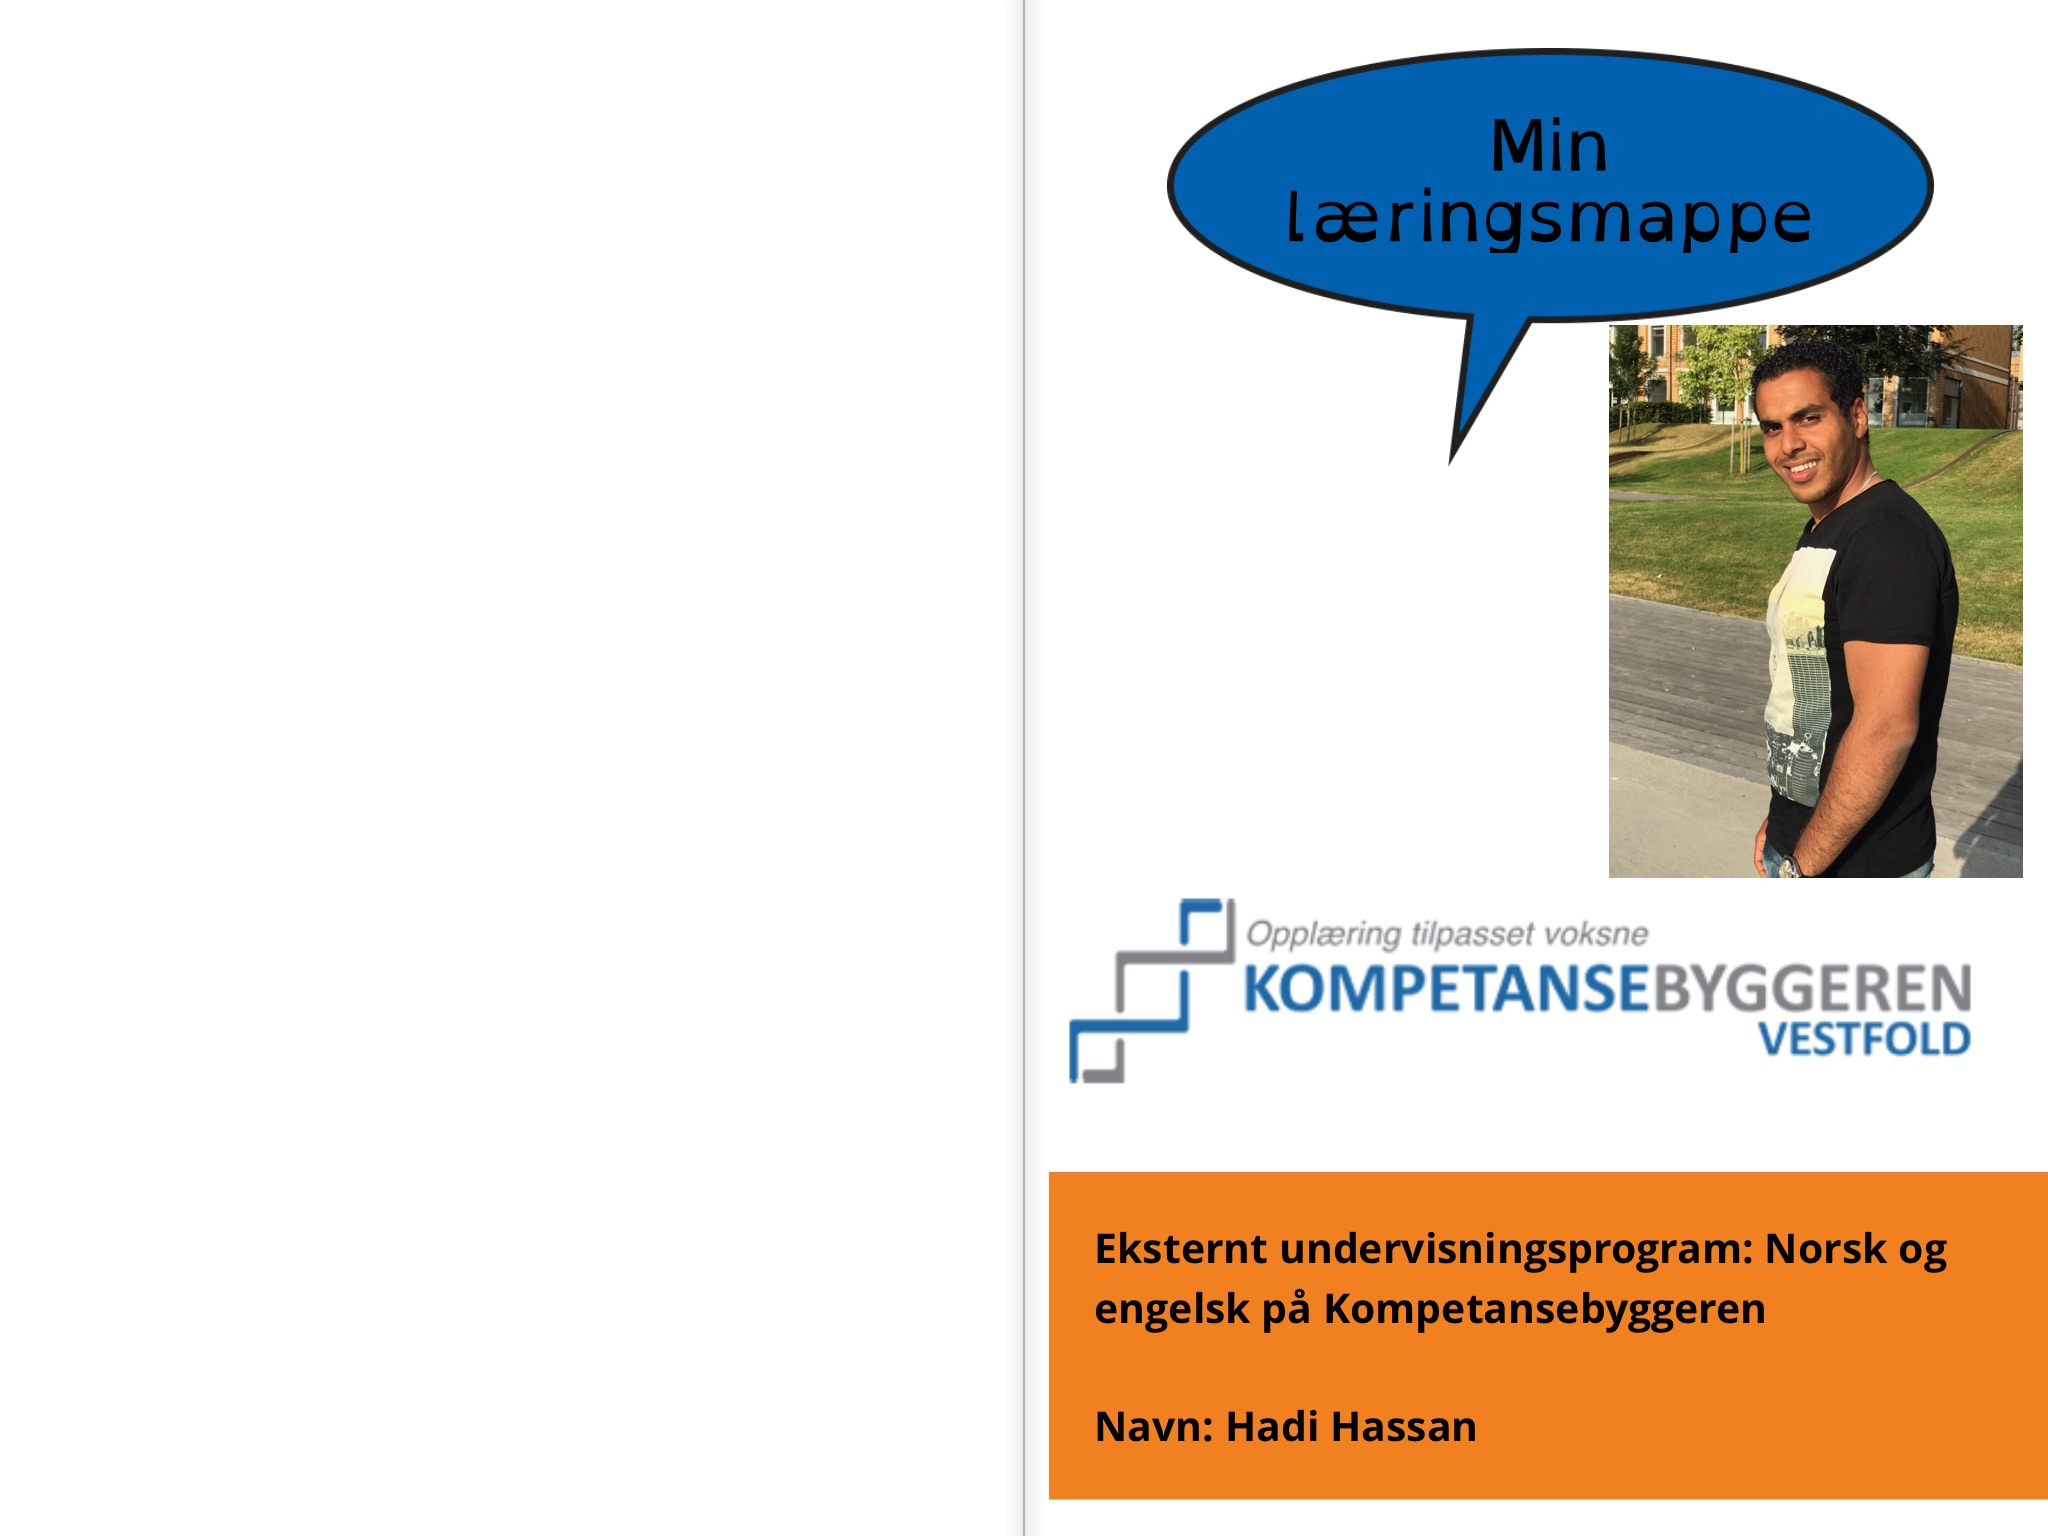 Min
læringsmappe
Opplæring tilpasset voksne
KOMPETANSEBYGGEREN
VESTFOLD
Eksternt undervisningsprogram: Norsk og
engelsk på Kompetansebyggeren
Navn: Hadi Hassan